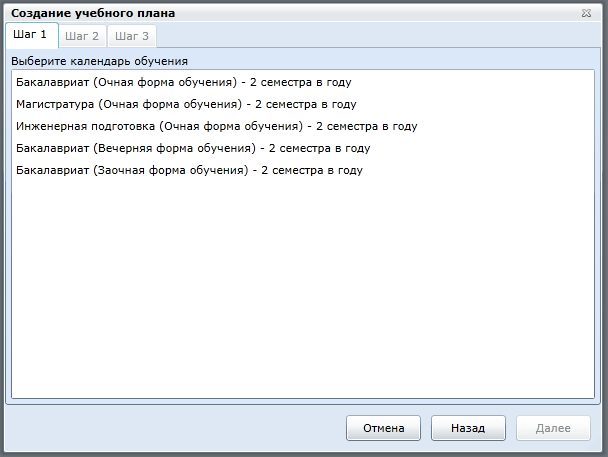 Создание учебного плана
Шаг 1 Шаг 2 Шаг 3
Выберите календарь обучения
Бакалавриат (Очная форма обучения) - 2 семестра в году
Магистратура (Очная форма обучения) - 2 семестра в году
Инженерная подготовка (Очная форма обучения) - 2 семестра в году
Бакалавриат (Вечерняя форма обучения) - 2 семестра в году
Бакалавриат (Заочная форма обучения) - 2 семестра в году
Отмена Назад Далее